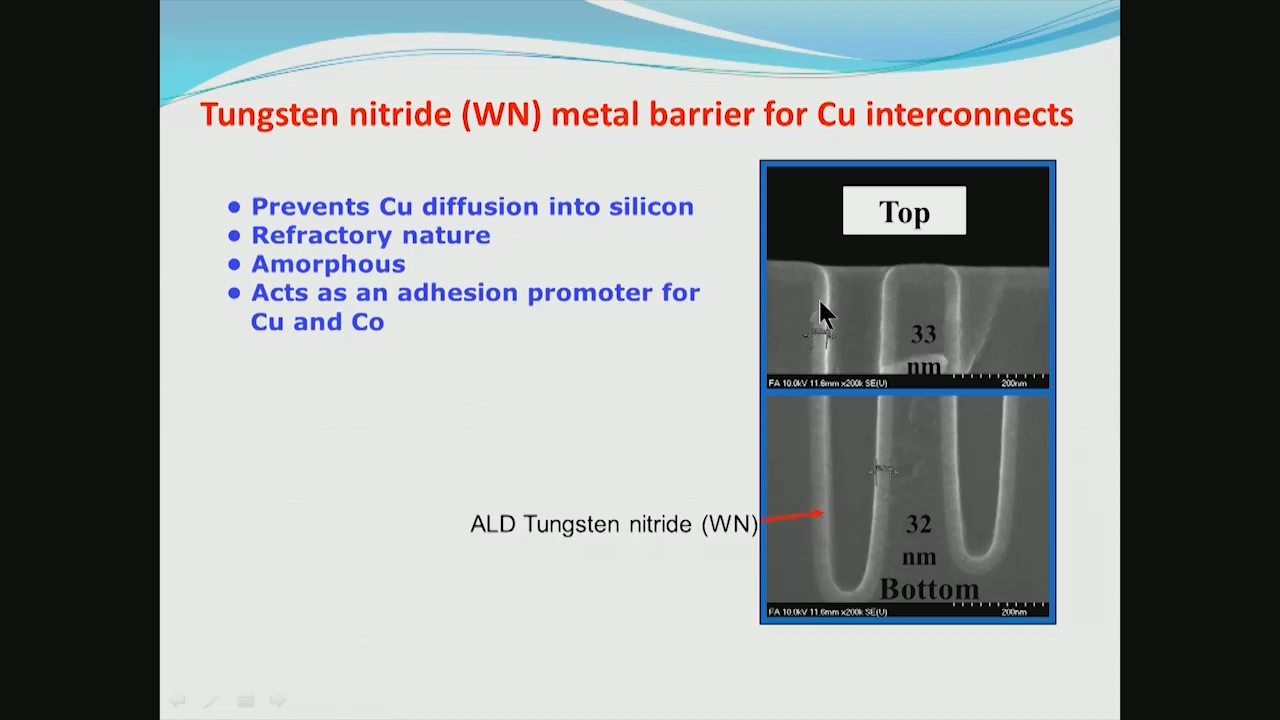 Tungsten nitride (WN) metal barrier for Cu interconnects
● Prevents Cu diffusion into silicon
● Refractory nature
● Amorphous
● Acts as an adhesion promoter for
Cu and Co
Top
33
nm
FA 10.0kV 11.6mm x200k SE(U)
200nm
ALD Tungsten nitride (WN)
32
nm
Bottom
FA 10.0kV 11.6mm x200k SE(U)
200nm